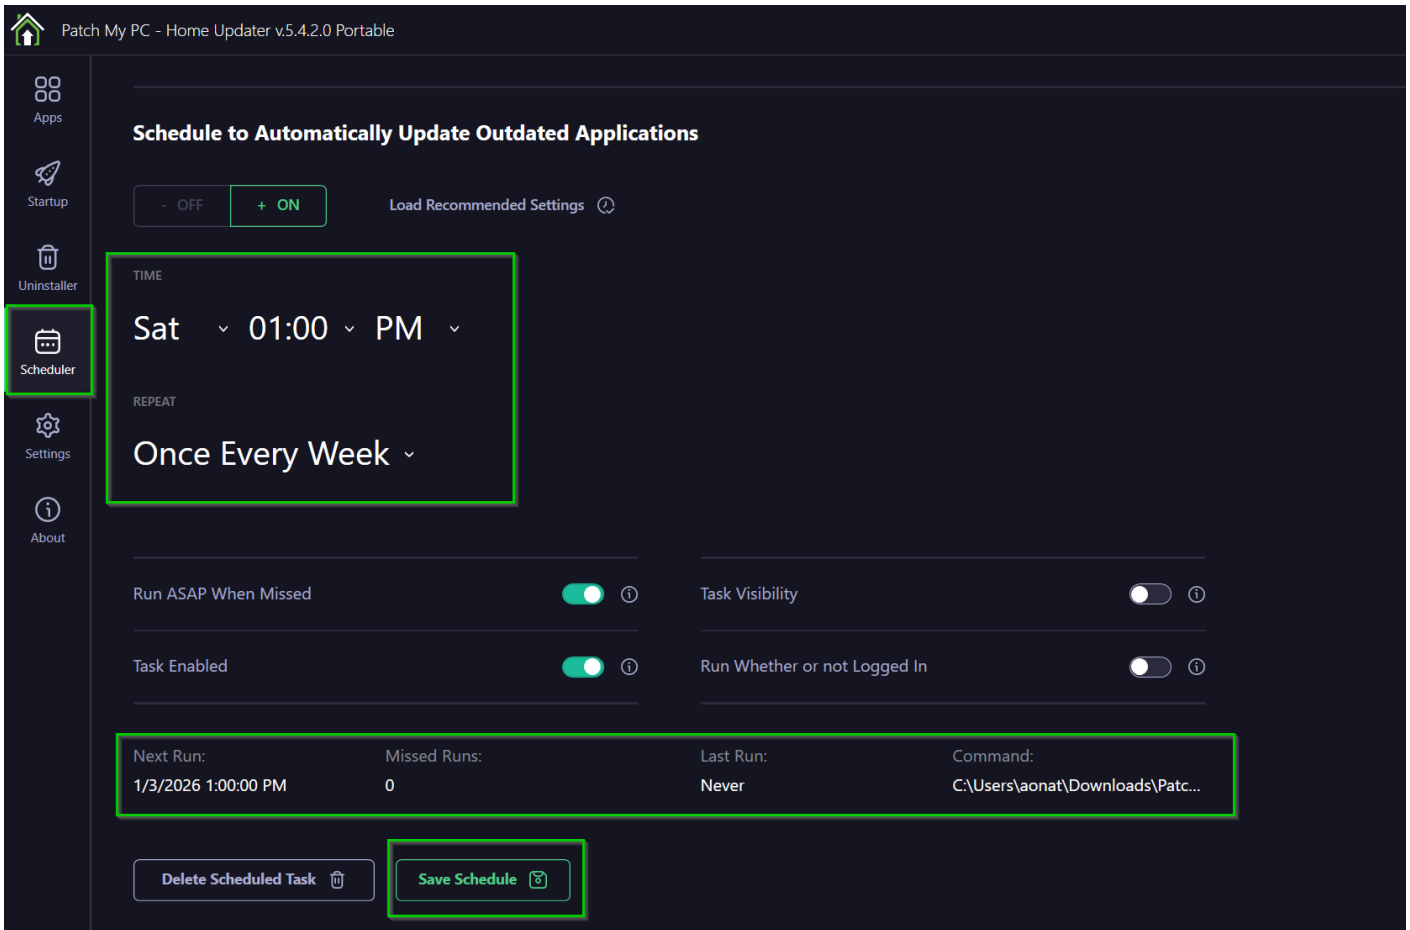 Patch My PC - Home Updater v.5.4.2.0 Portable
Apps
Startup
Uninstaller
Scheduler
Settings
About
Schedule to Automatically Update Outdated Applications
- OFF + ON Load Recommended Settings
TIME
Sat 01:00 PM
REPEAT
Once Every Week
Run ASAP When Missed Task Visibility
Task Enabled Run Whether or not Logged In
Next Run: Missed Runs: Last Run: Command:
1/3/2026 1:00:00 PM 0 Never C:\Users\aonat\Downloads\Patc...
Delete Scheduled Task Save Schedule